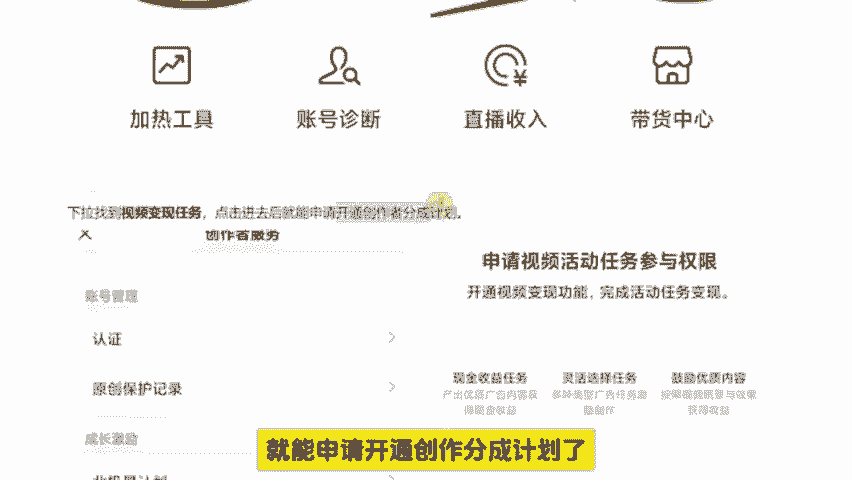 加热工具 账号诊断 直播收入 带货中心
下拉找到视频变现任务，点击进去后就能申请开通创作者分成计划。
创作者服务
申请视频活动任务参与权限
开通视频变现功能，完成活动任务变现。
账号管理
认证
原创保护记录
现金收益任务 灵活选择任务 鼓励优质内容
获得收益
成长激励
就能申请开通创作分成计划了